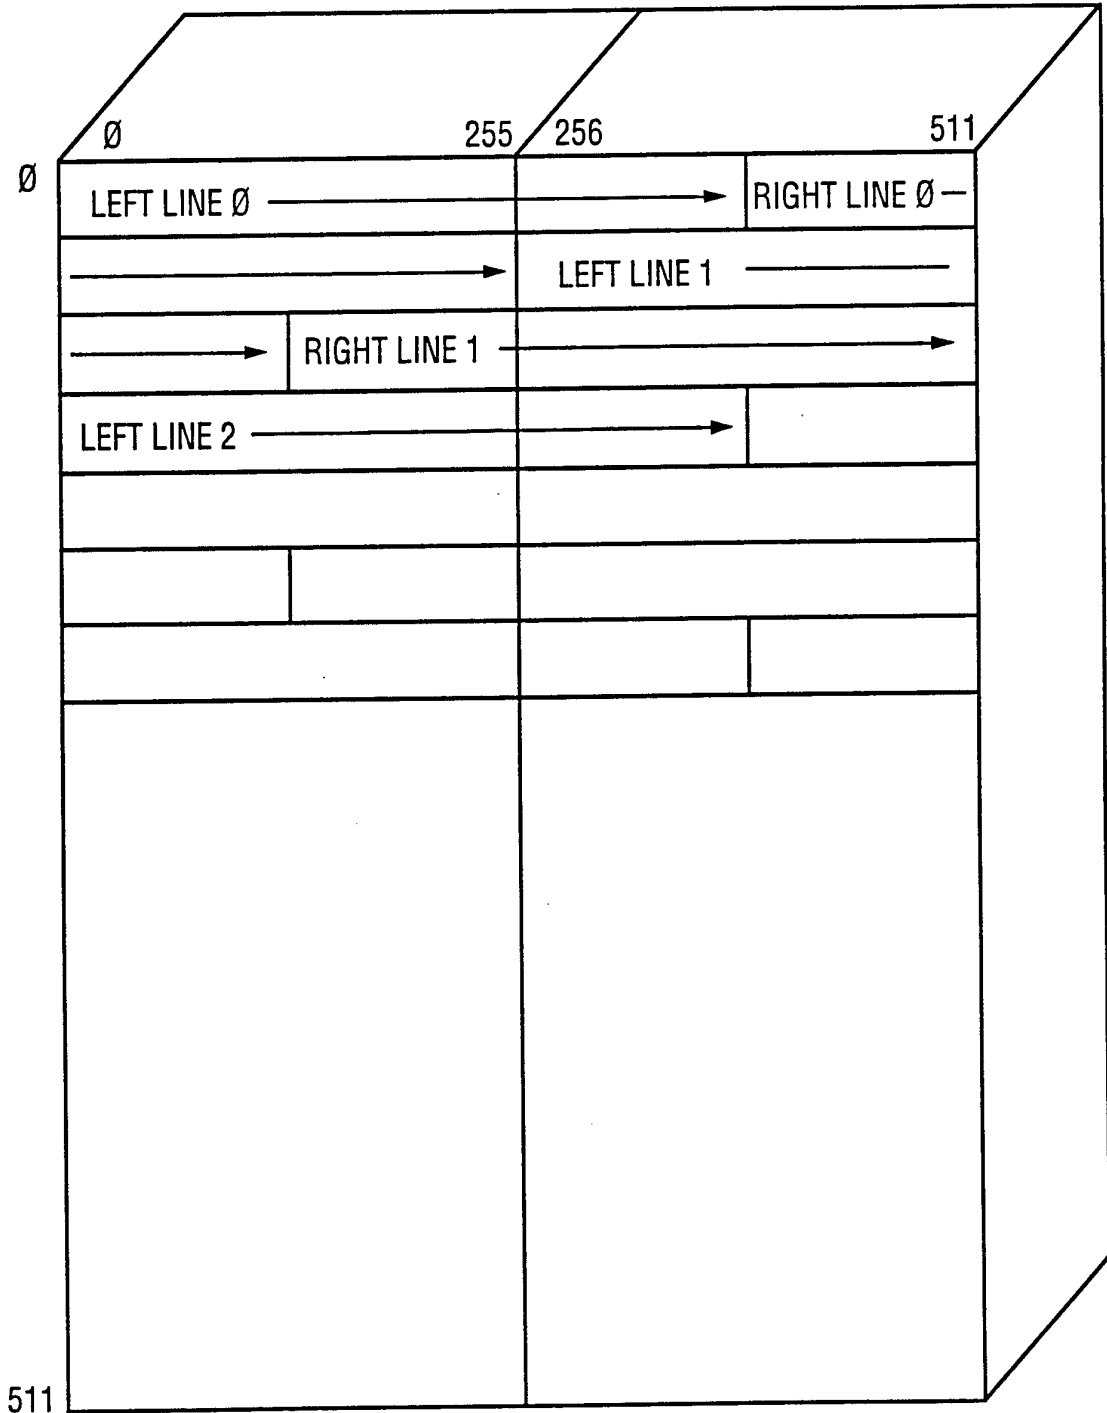 Ø 255 256 511
Ø
LEFT LINE Ø RIGHT LINE Ø
LEFT LINE 1
RIGHT LINE 1
LEFT LINE 2
511